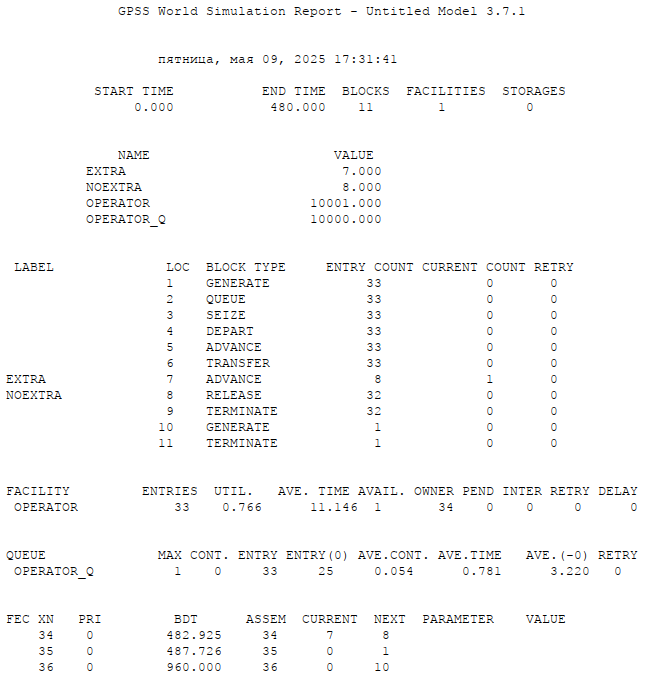 GPSS World Simulation Report - Untitled Model 3.7.1
пятница, мая 09, 2025 17:31:41
START TIME END TIME BLOCKS FACILITIES STORAGES
0.000 480.000 11 1 0
NAME VALUE
EXTRA 7.000
NOEXTRA 8.000
OPERATOR 10001.000
OPERATOR_Q 10000.000
LABEL LOC BLOCK TYPE ENTRY COUNT CURRENT COUNT RETRY
1 GENERATE 33 0 0
2 QUEUE 33 0 0
3 SEIZE 33 0 0
4 DEPART 33 0 0
5 ADVANCE 33 0 0
6 TRANSFER 33 0 0
EXTRA 7 ADVANCE 8 1 0
NOEXTRA 8 RELEASE 32 0 0
9 TERMINATE 32 0 0
10 GENERATE 1 0 0
11 TERMINATE 1 0 0
FACILITY ENTRIES UTIL. AVE. TIME AVAIL. OWNER PEND INTER RETRY DELAY
OPERATOR 33 0.766 11.146 1 34 0 0 0 0
QUEUE MAX CONT. ENTRY ENTRY(0) AVE.CONT. AVE.TIME AVE.(-0) RETRY
OPERATOR_Q 1 0 33 25 0.054 0.781 3.220 0
FEC XN PRI BDT ASSEM CURRENT NEXT PARAMETER VALUE
34 0 482.925 34 7 8
35 0 487.726 35 0 1
36 0 960.000 36 0 10